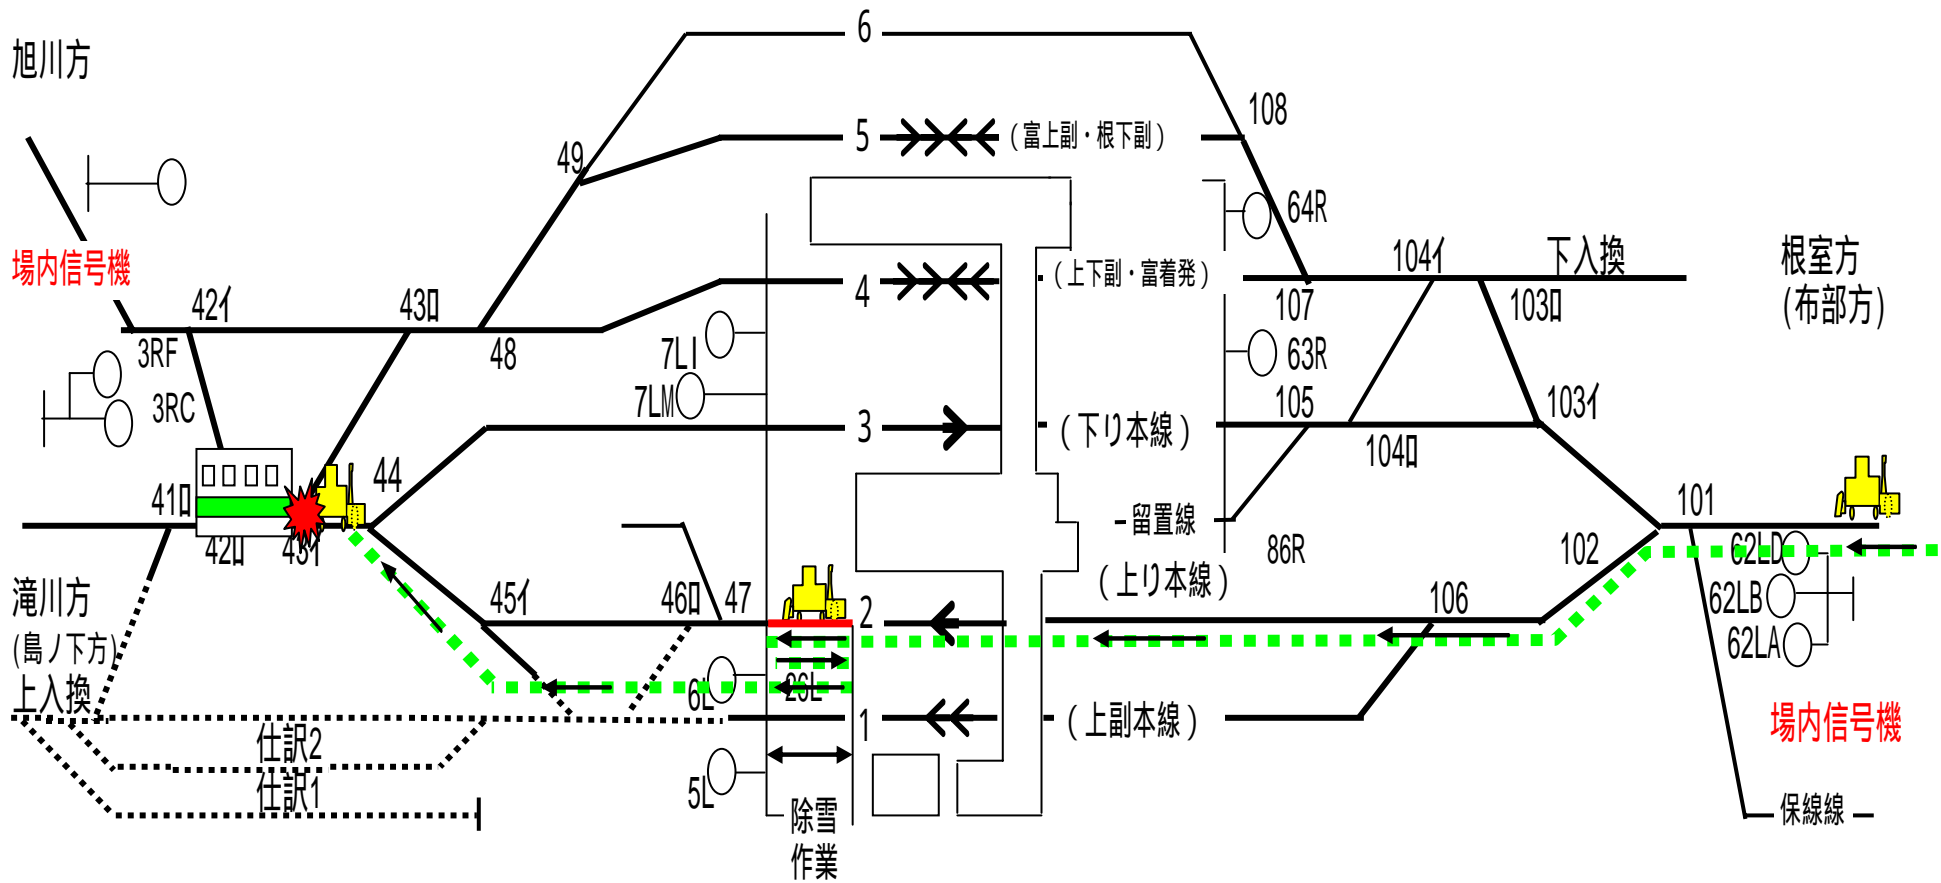 6
旭川方
108
5
(富上副・根下副)
49
64R
場内信号機
104イ
下入換
根室方
(上下副・富着発)
42イ
43ロ
4
107
103ロ
(布部方)
3RF
48
7LI
63R
3RC
7LM
105
103イ
3
(下り本線)
104ロ
44
41ロ
101
留置線
42ロ
43イ
86R
102
62LD
滝川方
(上り本線)
45イ
46ロ
47
2
106
62LB
(島ノ下方)
62LA
上入換
6L
26L
1
(上副本線)
場内信号機
仕訳2
仕訳1
5L
除雪
作業
保線線